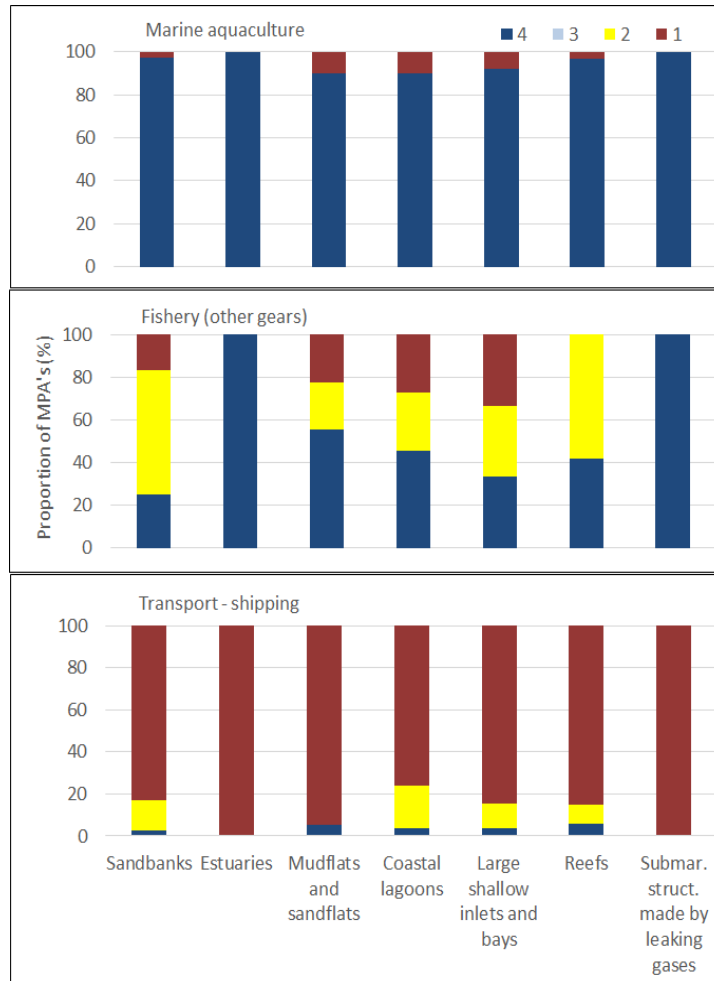 Marine aquaculture
4 3 2 1
100
80
60
40
20
0
Fishery (other gears)
Proportion of MPA's (%)
100
80
60
40
20
0
Transport - shipping
100
80
60
40
20
0
Sandbanks Estuaries Mudflats Coastal Large Reefs Submar.
and lagoons shallow struct.
sandflats inlets and made by
bays leaking
gases